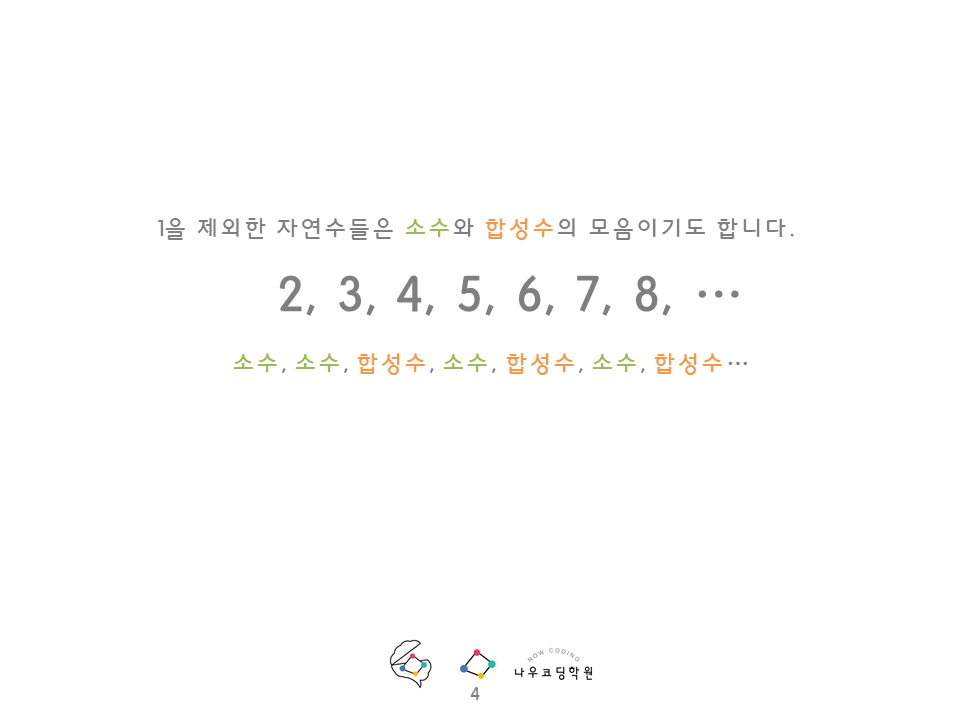 1을 제외한 자연수들은 소수와 합성수의 모음이기도 합니다.
2, 3, 4, 5, 6, 7, 8, ⋯
소수, 소수, 합성수, 소수, 합성수, 소수, 합성수⋯
NOW CODING
나우코딩학원
4